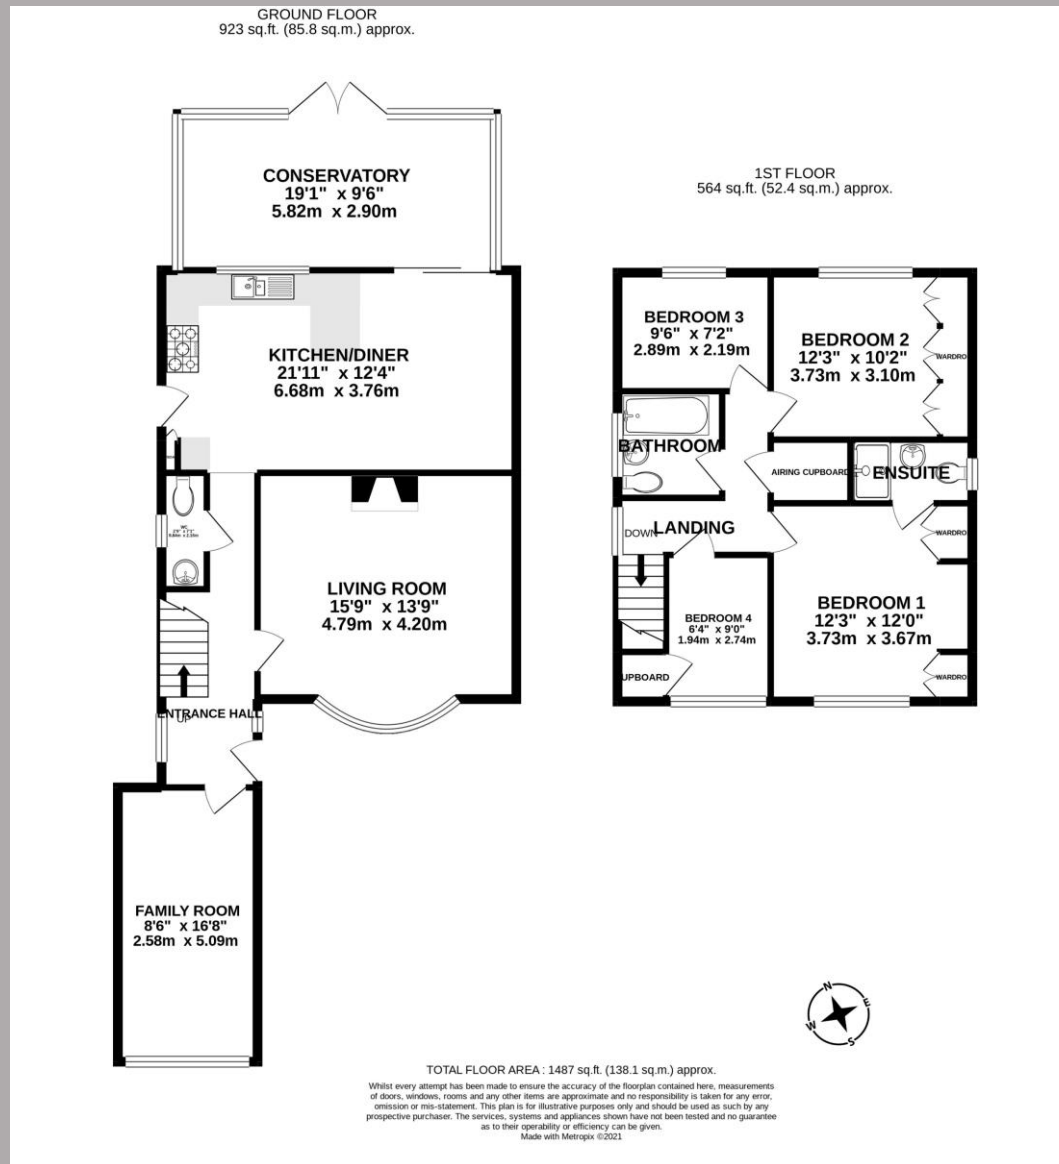 GROUND FLOOR
923 sq.ft. (85.8 sq.m.) approx.
CONSERVATORY
19'1" x 9'6"
5.82m x 2.90m
KITCHEN/DINER
21'11" x 12'4"
6.68m x 3.76m
WC
LIVING ROOM
15'9" x 13'9"
4.79m x 4.20m
ENTRANCE HALL
UP
FAMILY ROOM
8'6" x 16'8"
2.58m x 5.09m
1ST FLOOR
564 sq.ft. (52.4 sq.m.) approx.
BEDROOM 3
9'6" x 7'2"
2.89m x 2.19m
BEDROOM 2
12'3" x 10'2"
3.73m x 3.10m
WARDRO
BATHROOM
AIRING CUPBOARD
ENSUITE
LANDING
DOWN
WARDRO
BEDROOM 4
6'4" x 9'0"
1.94m x 2.74m
BEDROOM 1
12'3" x 12'0"
3.73m x 3.67m
UPBOARD
WARDRO
N
E
W
S
TOTAL FLOOR AREA : 1487 sq.ft. (138.1 sq.m.) approx.
Whilst every attempt has been made to ensure the accuracy of the floorplan contained here, measurements
of doors, windows, rooms and any other items are approximate and no responsibility is taken for any error,
omission or mis-statement. This plan is for illustrative purposes only and should be used as such by any
prospective purchaser. The services, systems and appliances shown have not been tested and no guarantee
as to their operability or efficiency can be given.
Made with Metropix ©2021